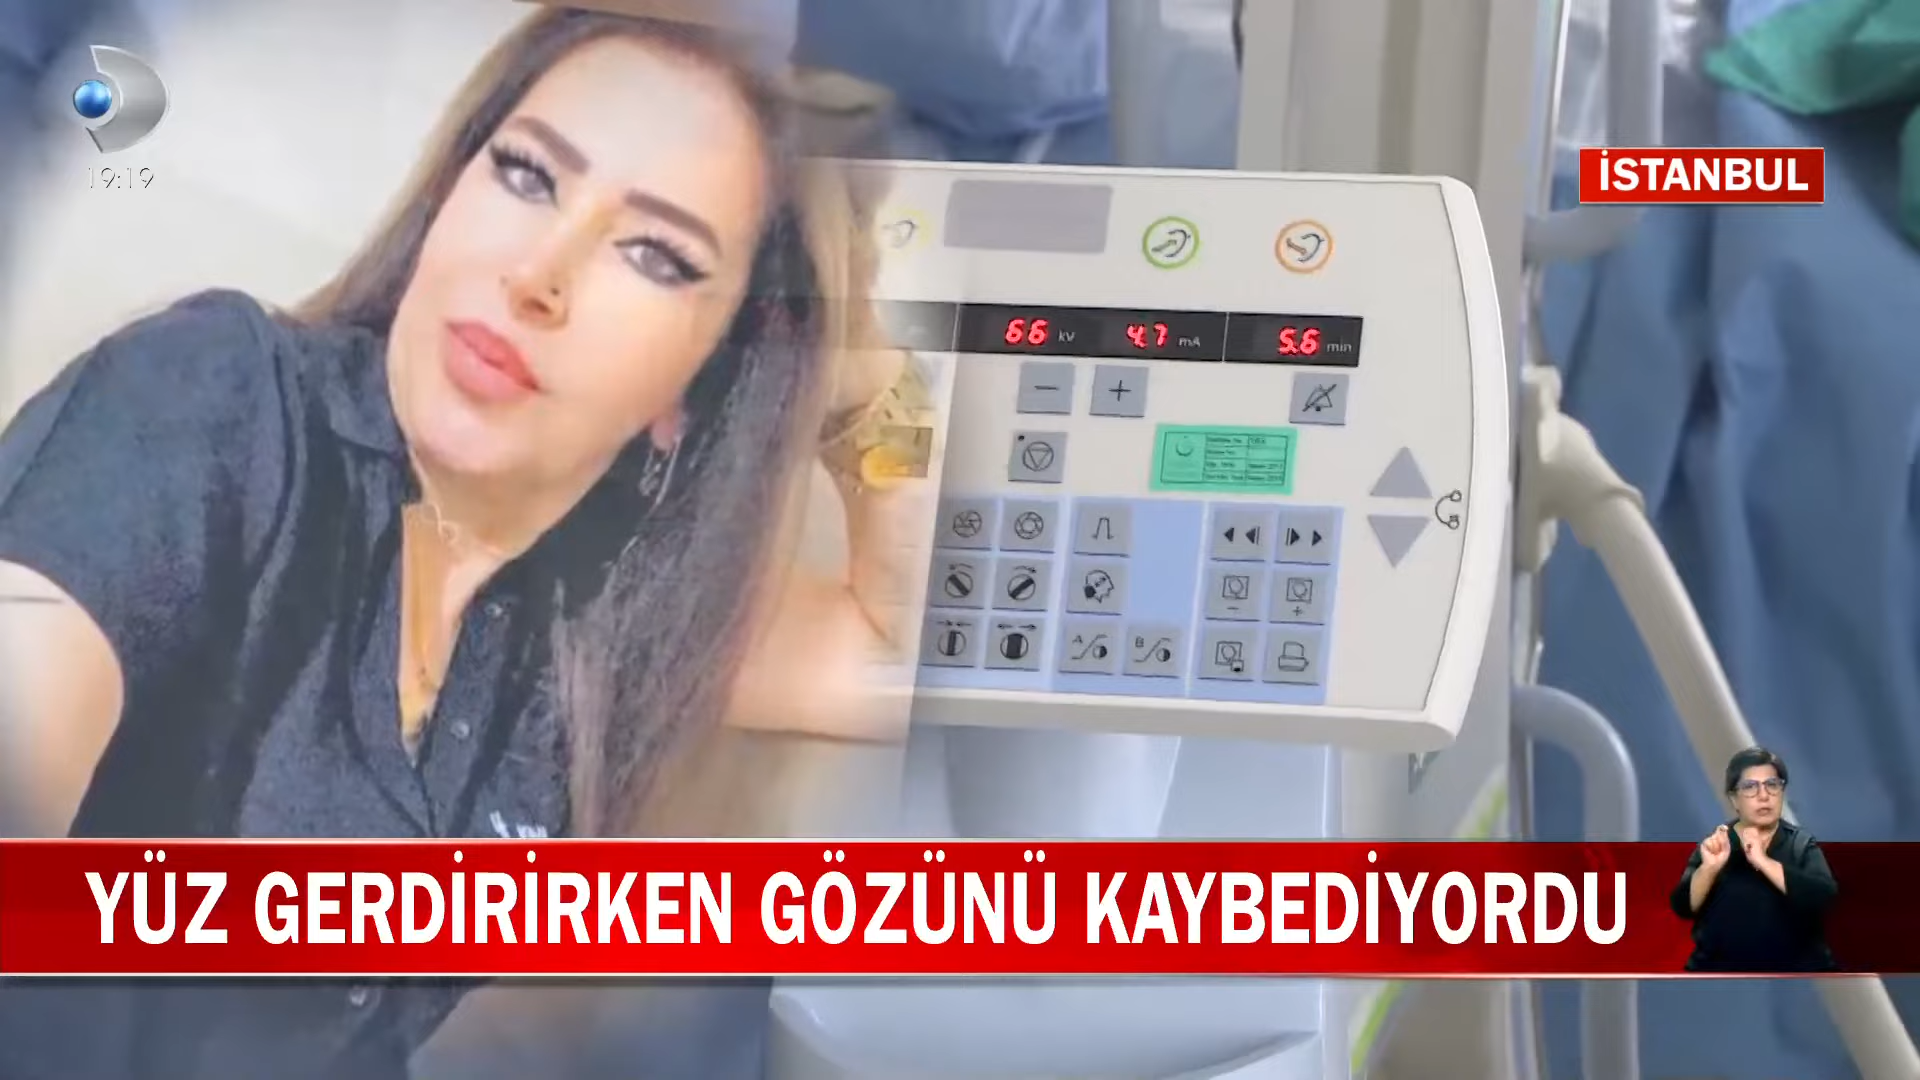 19:19
İSTANBUL
66 kV 4.7 mA 5.6 min
A B
YÜZ GERDİRİRKEN GÖZÜNÜ KAYBEDİYORDU